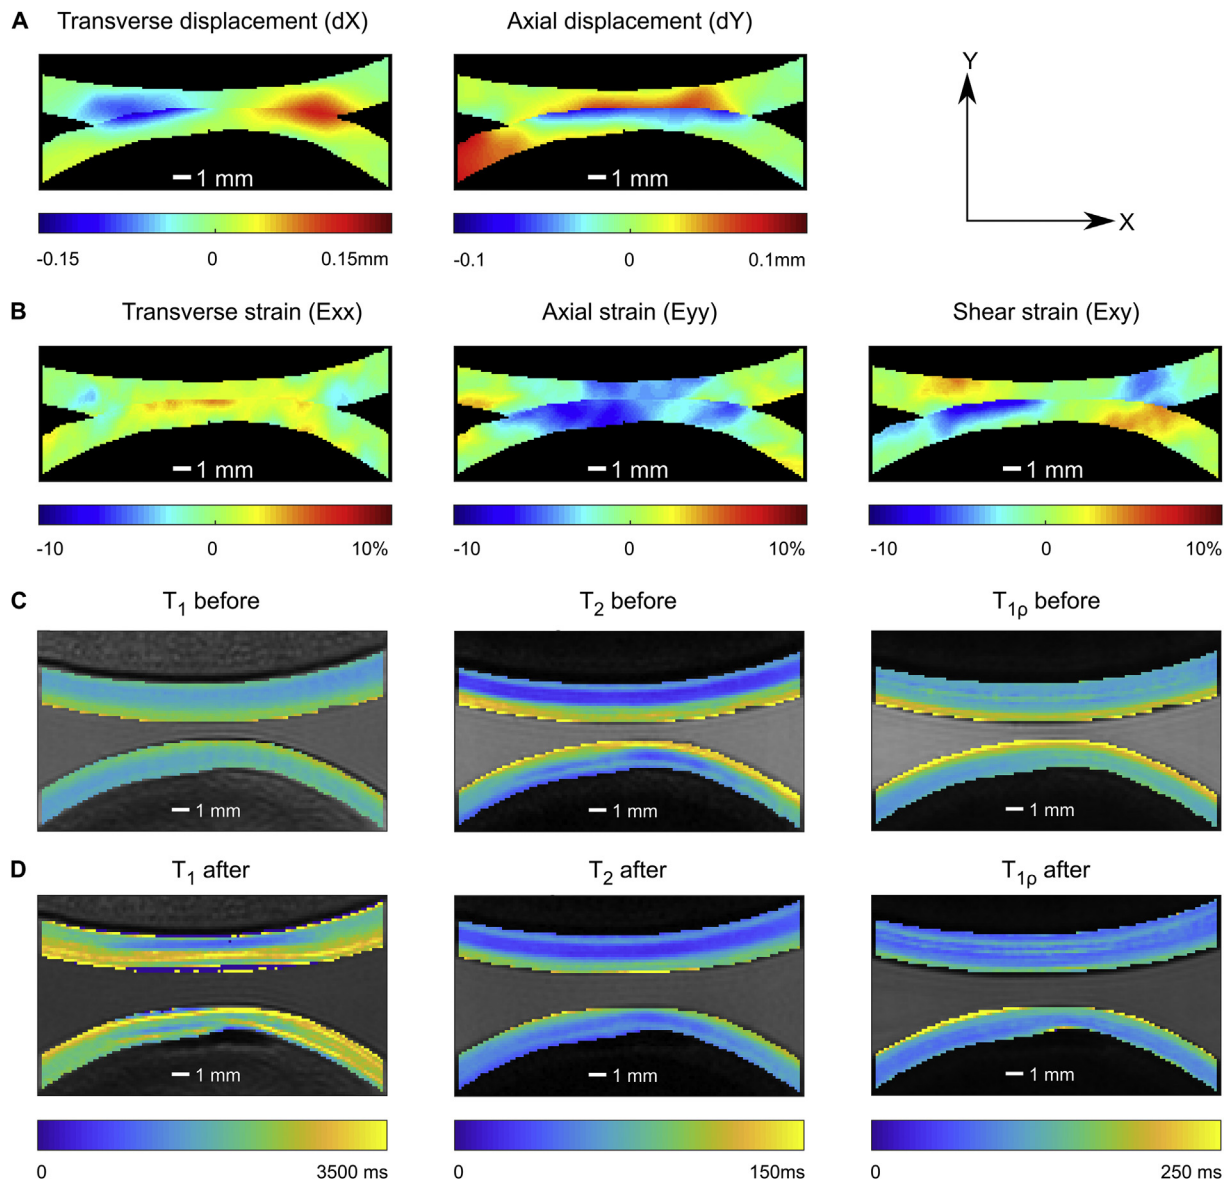 A Transverse displacement (dX) Axial displacement (dY)
Y
X
1 mm 1 mm
-0.15 0 0.15mm -0.1 0 0.1mm
B Transverse strain (Exx) Axial strain (Eyy) Shear strain (Exy)
1 mm 1 mm 1 mm
-10 0 10% -10 0 10% -10 0 10%
C T1 before T2 before T1ρ before
1 mm 1 mm 1 mm
D T1 after T2 after T1ρ after
1 mm 1 mm 1 mm
0 3500 ms 0 150ms 0 250 ms